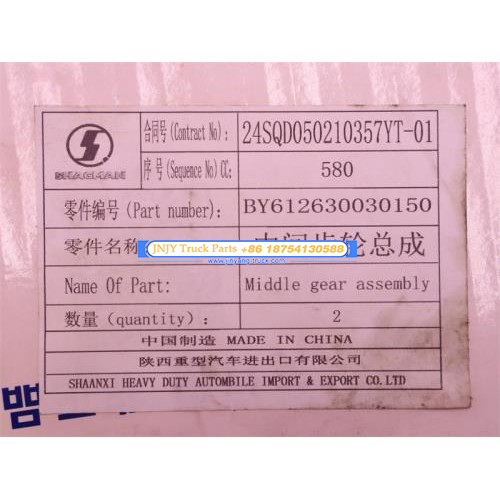 SHACMAN
合同号(Contract No): 24SQD050210357YT-01
序号(Sequence No)CC: 580
零件编号(Part number): BY612630030150
零件名称 中间齿轮总成
JNJY Truck Parts +86 18754130588
Name Of Part: Middle gear assembly
数量(quantity): 2
中国制造 MADE IN CHINA
陕西重型汽车进出口有限公司
SHAANXI HEAVY DUTY AUTOMBILE IMPORT & EXPORT CO.LTD
品